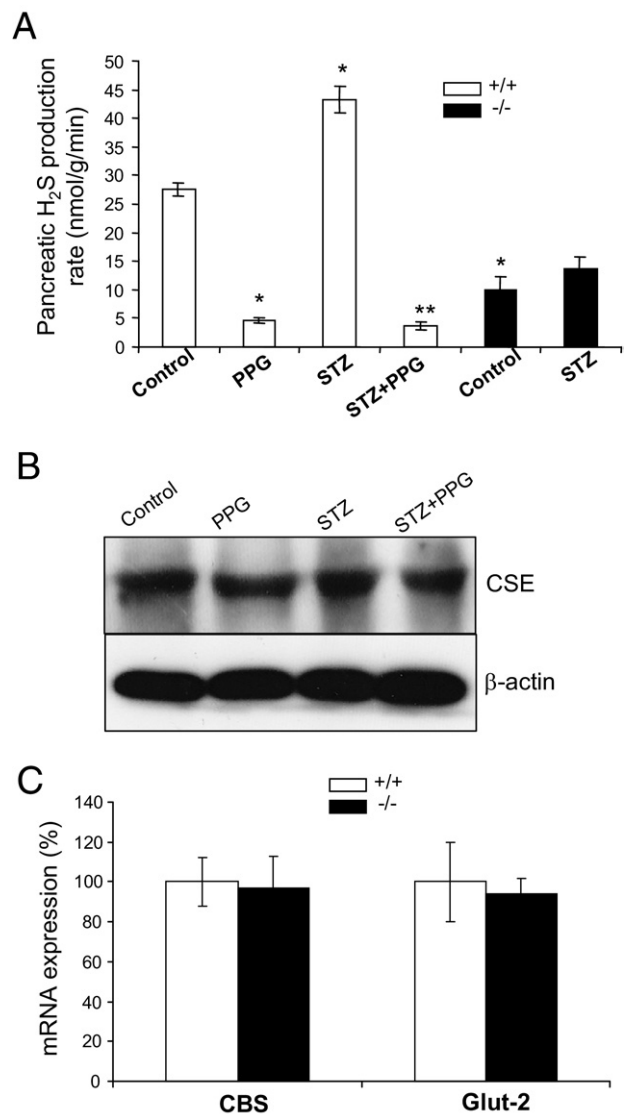 A
Pancreatic H₂S production
rate (nmol/g/min)
50
45
40
35
30
25
20
15
10
5
0
*
*
**
*
+/+
-/-
Control
PPG
STZ
STZ+PPG
Control
STZ
B
Control
PPG
STZ
STZ+PPG
CSE
β-actin
C
+/+
-/-
mRNA expression (%)
140
120
100
80
60
40
20
0
CBS
Glut-2